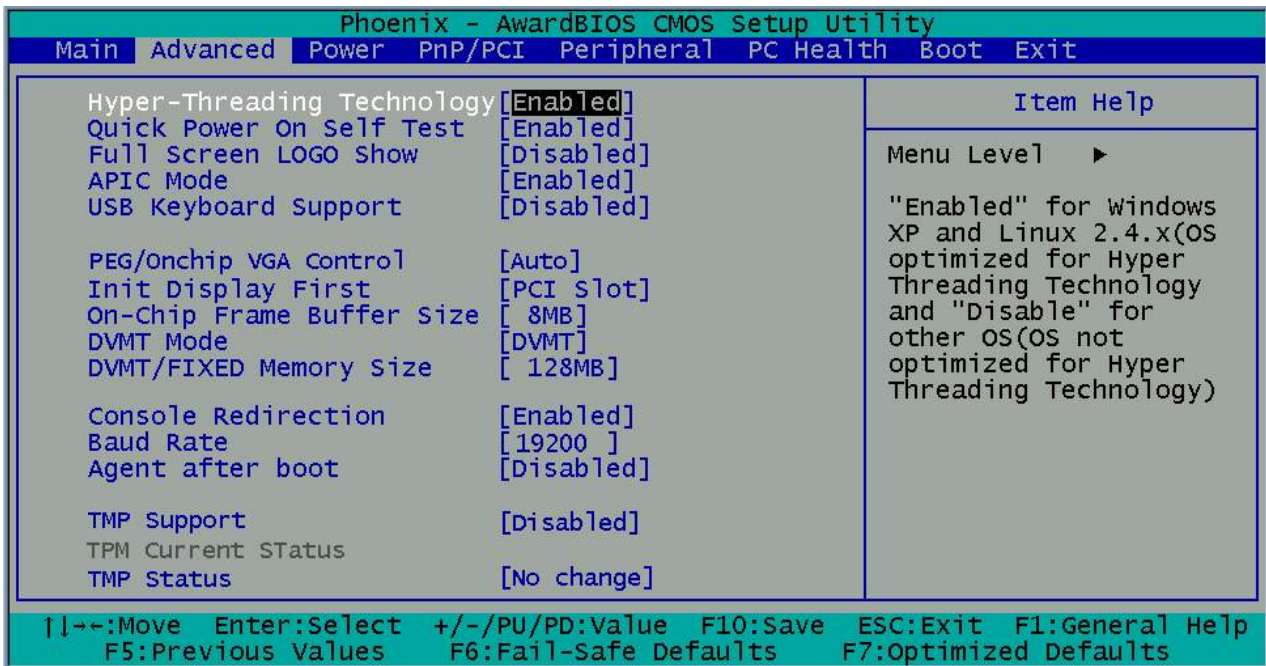 Phoenix - AwardBIOS CMOS Setup Utility
Main Advanced Power PnP/PCI Peripheral PC Health Boot Exit
Hyper-Threading Technology [Enabled]
Quick Power On Self Test [Enabled]
Full Screen LOGO Show [Disabled]
APIC Mode [Enabled]
USB Keyboard Support [Disabled]
PEG/Onchip VGA Control [Auto]
Init Display First [PCI Slot]
On-Chip Frame Buffer Size [ 8MB]
DVMT Mode [DVMT]
DVMT/FIXED Memory Size [ 128MB]
Console Redirection [Enabled]
Baud Rate [19200 ]
Agent after boot [Disabled]
TMP Support [Disabled]
TPM Current STatus
TMP Status [No change]
Item Help
Menu Level ►
"Enabled" for Windows
XP and Linux 2.4.x(OS
optimized for Hyper
Threading Technology
and "Disable" for
other OS(OS not
optimized for Hyper
Threading Technology)
↑↓→←:Move Enter:Select +/-/PU/PD:Value F10:Save ESC:Exit F1:General Help
F5:Previous Values F6:Fail-Safe Defaults F7:Optimized Defaults